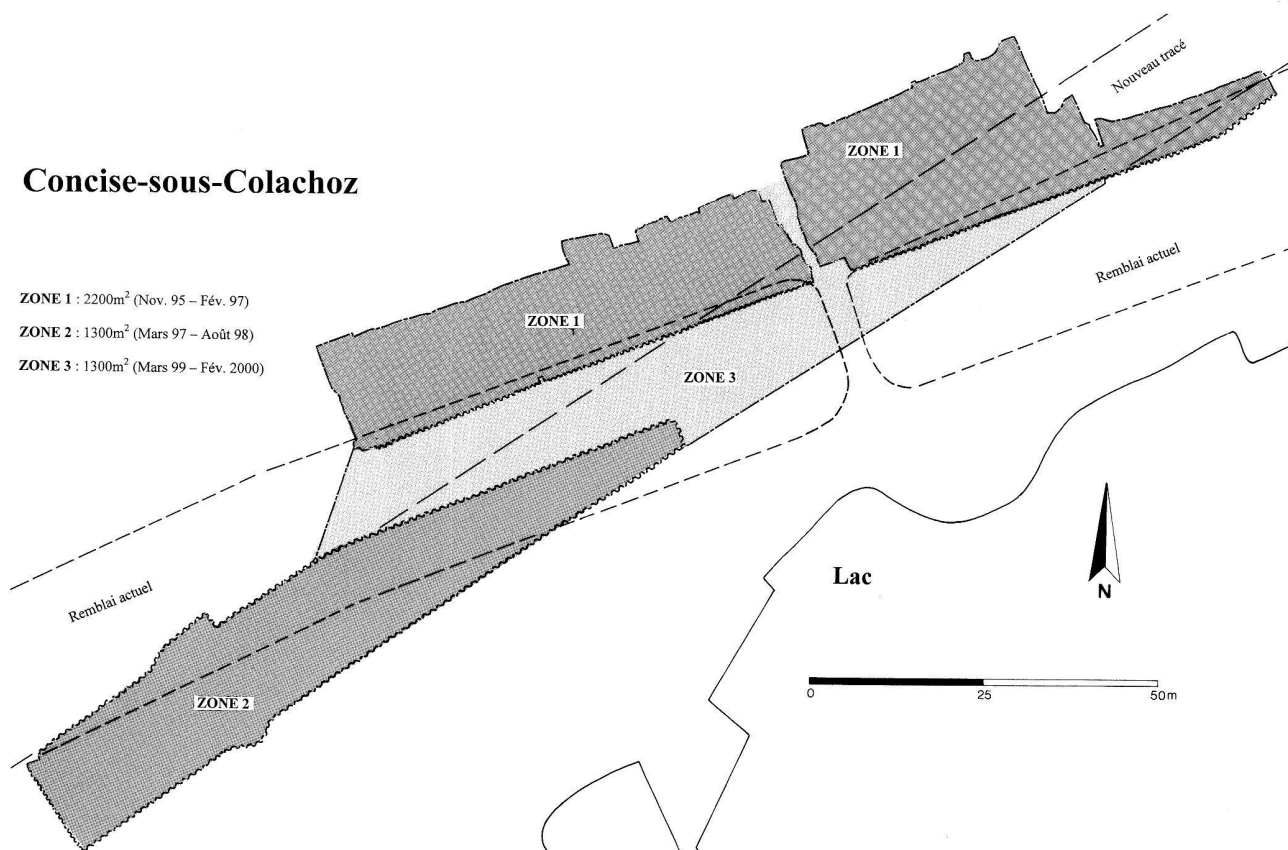 Nouveau tracé
ZONE 1
Concise-sous-Colachoz
Remblai actuel
ZONE 1 : 2200m² (Nov. 95 – Fév. 97)
ZONE 2 : 1300m² (Mars 97 – Août 98)
ZONE 3 : 1300m² (Mars 99 – Fév. 2000)
ZONE 1
ZONE 3
Lac
N
Remblai actuel
ZONE 2
0 25 50m